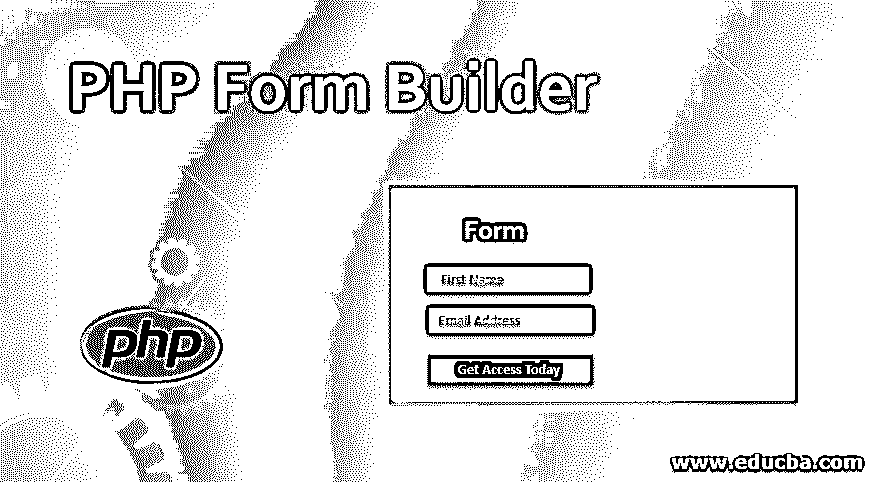 PHP Form Builder
Form
First Name
Email Address
Get Access Today
php
www.educba.com